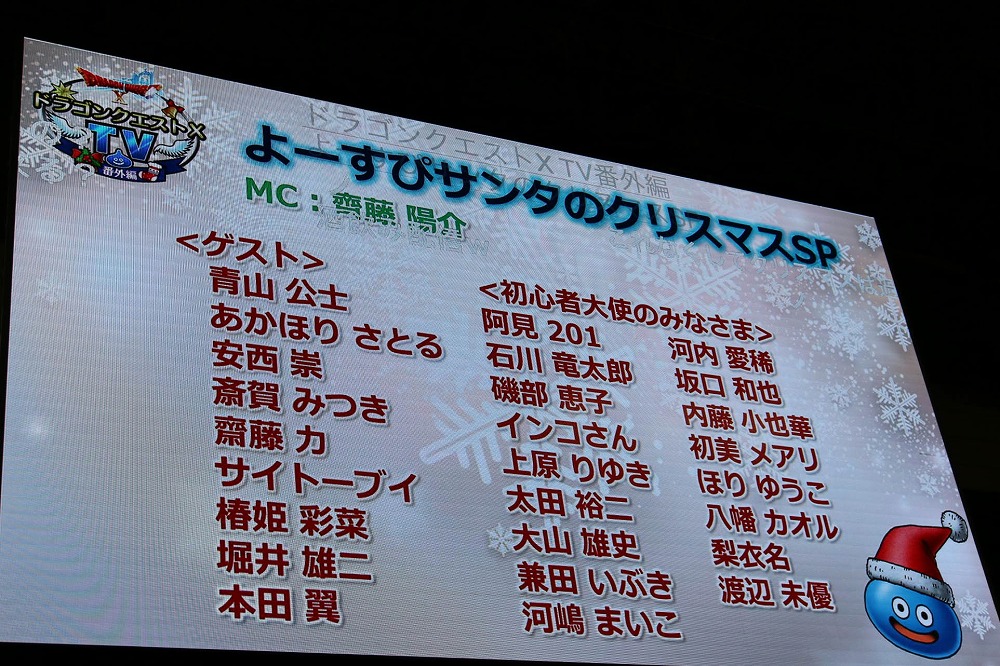 ドラゴンクエストX
TV
番外編
ドラゴンクエストX TV番外編
よーすぴサンタのクリスマスSP
MC：齊藤 陽介
<ゲスト>
青山 公士
あかほり さとる
安西 崇
斎賀 みつき
齋藤 力
サイトーブイ
椿姫 彩菜
堀井 雄二
本田 翼
<初心者大使のみなさま>
阿見 201
石川 竜太郎
磯部 恵子
インコさん
上原 りゆき
太田 裕二
大山 雄史
兼田 いぶき
河嶋 まいこ
河内 愛稀
坂口 和也
内藤 小也華
初美 メアリ
ほり ゆうこ
八幡 カオル
梨衣名
渡辺 未優